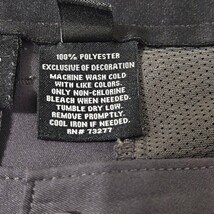 100% POLYESTER
EXCLUSIVE OF DECORATION
MACHINE WASH COLD
WITH LIKE COLORS.
ONLY NON-CHLORINE
BLEACH WHEN NEEDED.
TUMBLE DRY LOW.
REMOVE PROMPTLY.
COOL IRON IF NEEDED.
RN# 73277